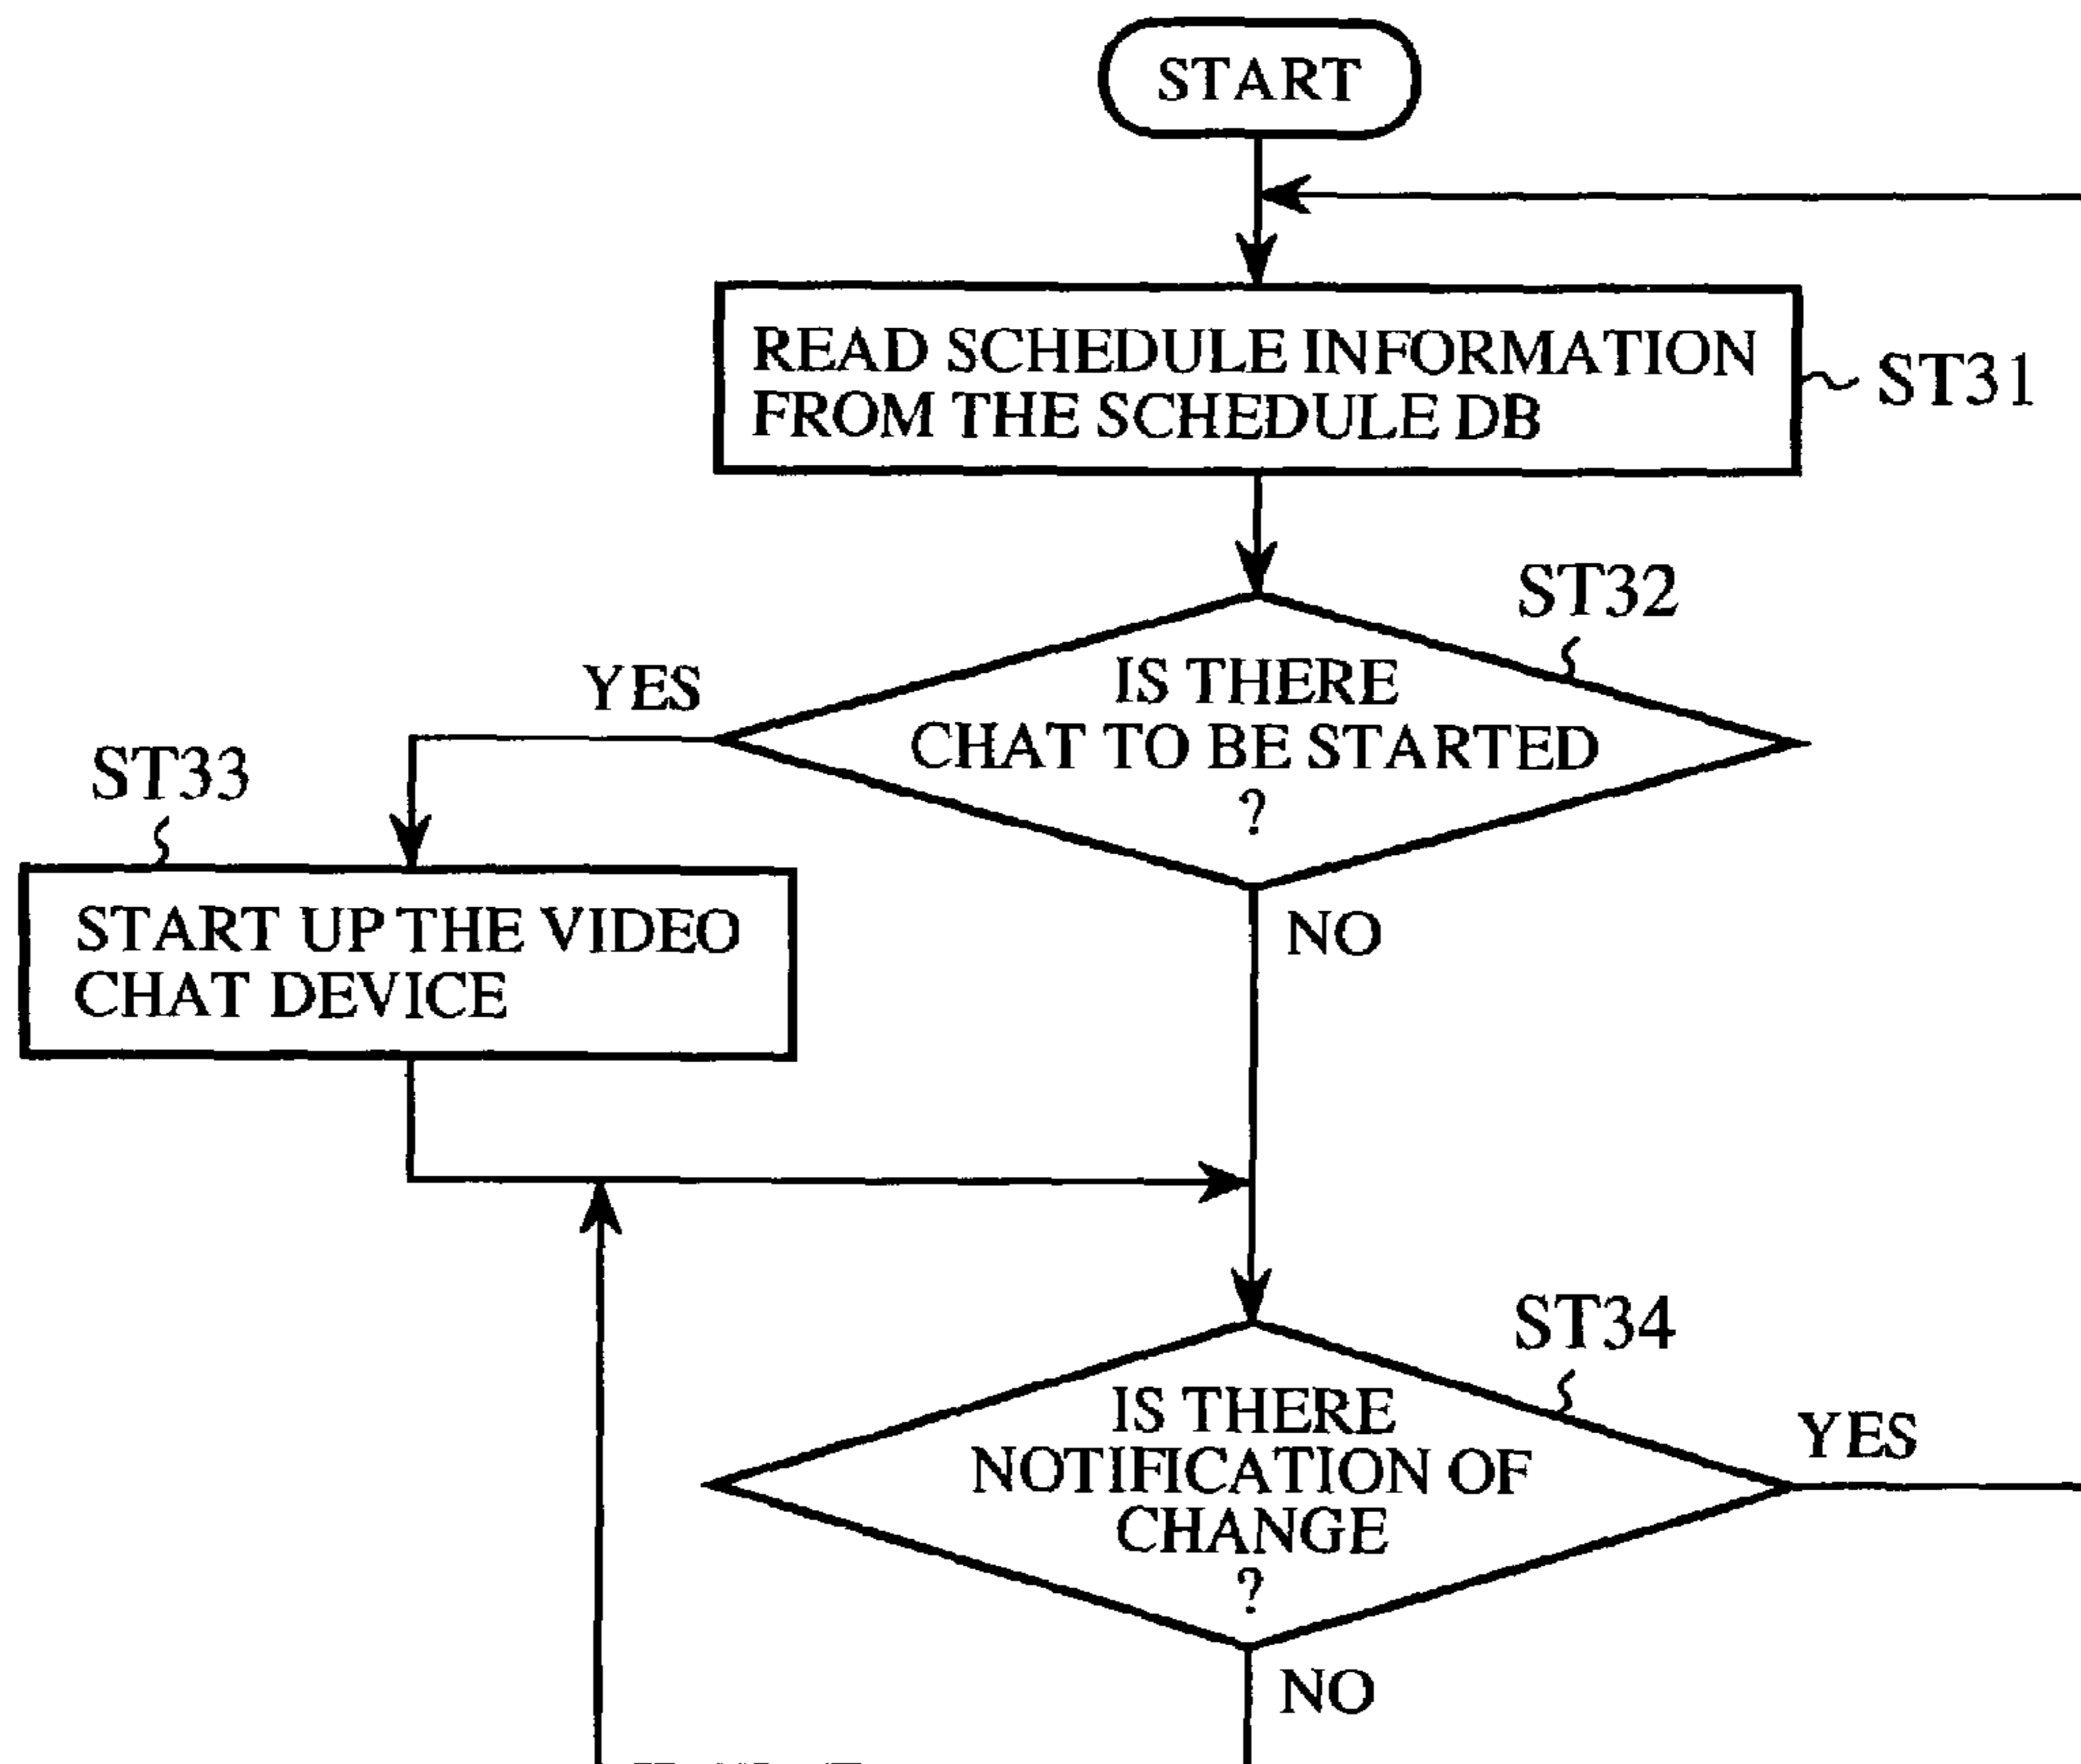 START
READ SCHEDULE INFORMATION
FROM THE SCHEDULE DB
ST31
ST32
IS THERE
CHAT TO BE STARTED
?
YES
NO
ST33
START UP THE VIDEO
CHAT DEVICE
ST34
IS THERE
NOTIFICATION OF
CHANGE
?
YES
NO